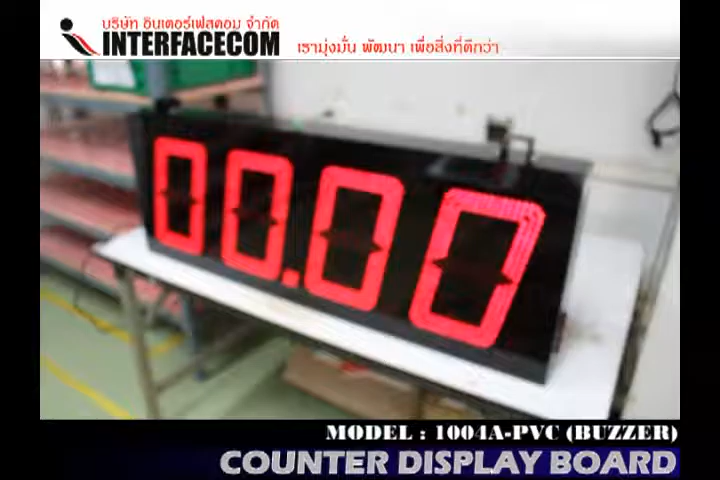 บริษัท อินเตอร์เฟสคอม จำกัด
INTERFACECOM
เรามุ่งมั่น พัฒนา เพื่อสิ่งที่ดีกว่า
00.00
MODEL : 1004A-PVC (BUZZER)
COUNTER DISPLAY BOARD